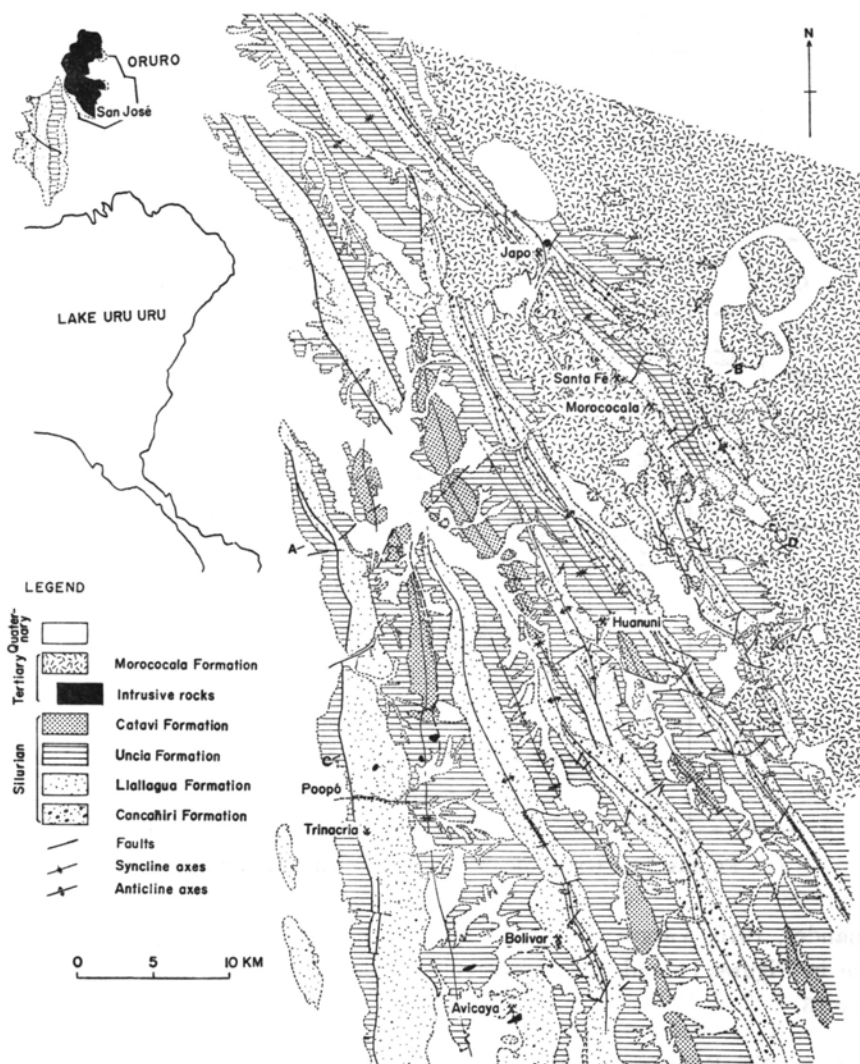 N
ORURO
San José
Japo
LAKE URU URU
B
Santa Fé
Morococala
A
D
LEGEND
Huanuni
Quater-
nary
Tertiary
Morococala Formation
Intrusive rocks
Silurian
Catavi Formation
Uncia Formation
C
Llallagua Formation
Poopó
Cancañiri Formation
Trinacria
Faults
Syncline axes
Anticline axes
Bolivar
0 5 10 KM
Avicaya